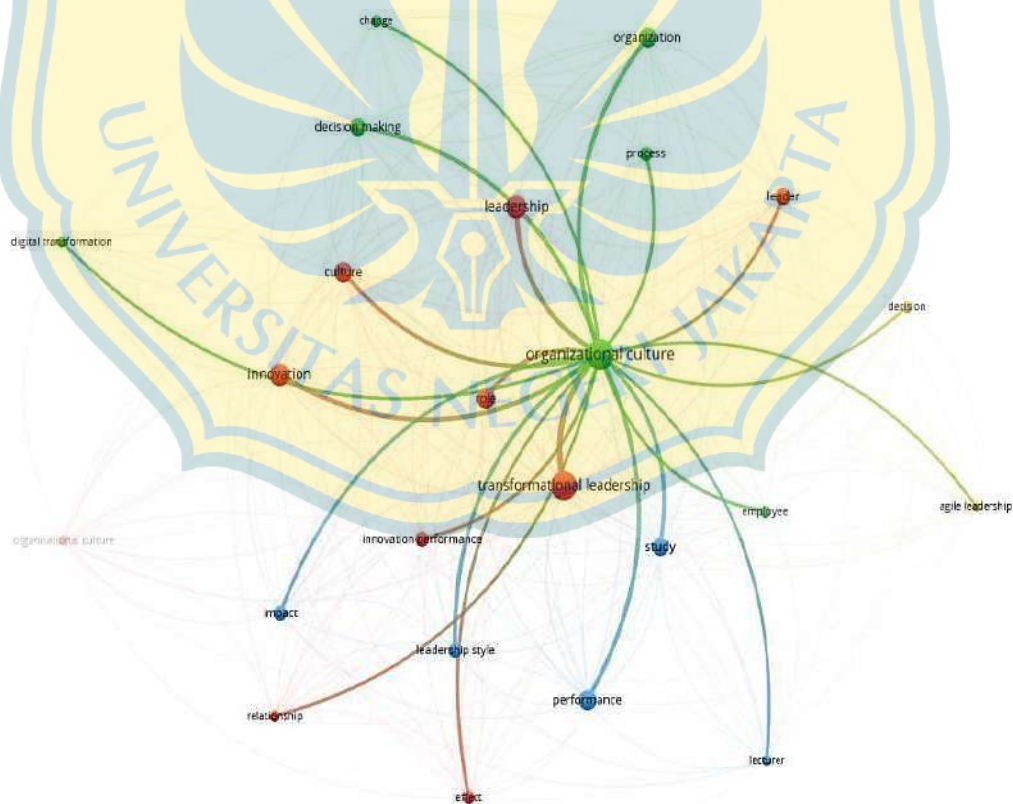 change
organization
decision making
process
leader
leadership
digital transformation
culture
decision
organizational culture
innovation
role
transformational leadership
agile leadership
employee
innovation performance
organisational culture
study
impact
leadership style
performance
relationship
lecturer
effect
UNIVERSITAS NEGERI JAKARTA